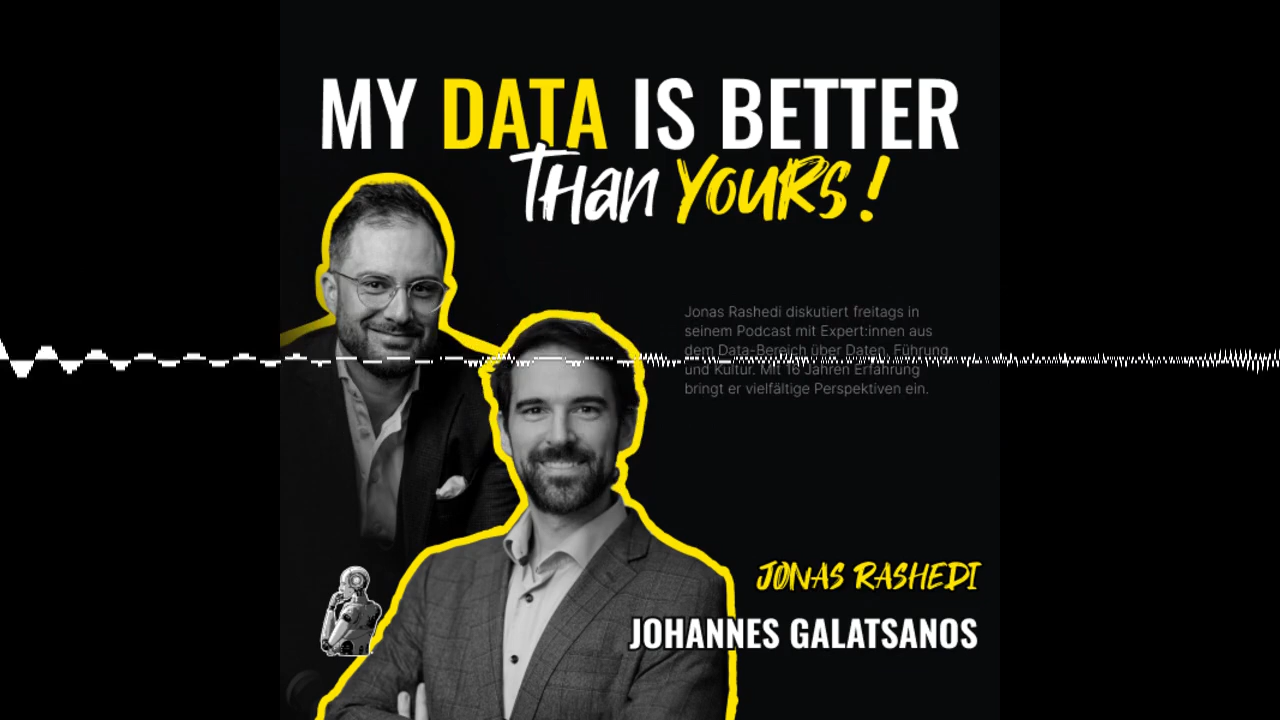 MY DATA IS BETTER
THan YOURS!
Jonas Rashedi diskutiert freitags in
seinem Podcast mit Expert:innen aus
dem Data-Bereich über Daten, Führung
und Kultur. Mit 16 Jahren Erfahrung
bringt er vielfältige Perspektiven ein.
JONAS RASHEDI
JOHANNES GALATSANOS